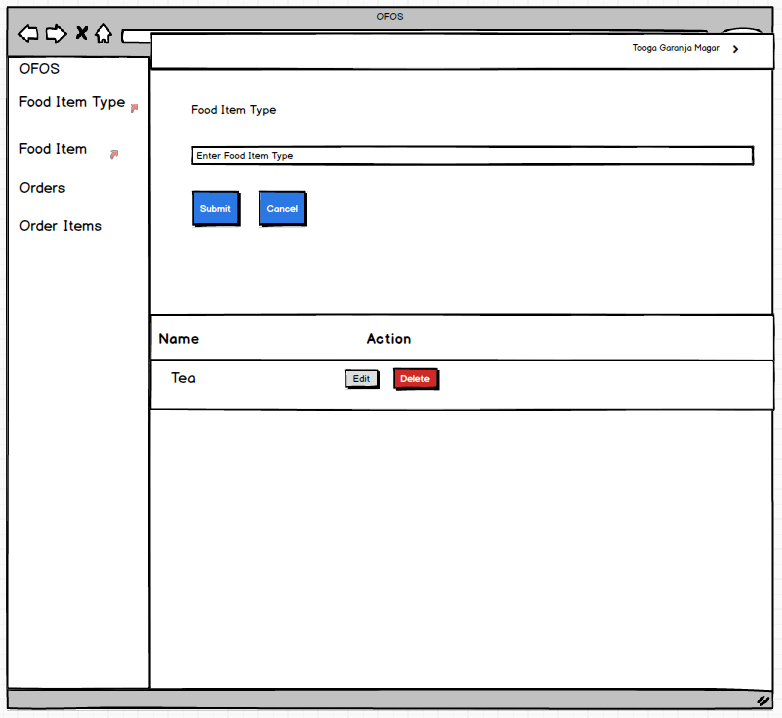 OFOS
Tooga Garanja Magar
OFOS
Food Item Type
Food Item
Orders
Order Items
Food Item Type
Enter Food Item Type
Submit Cancel
Name Action
Tea Edit Delete